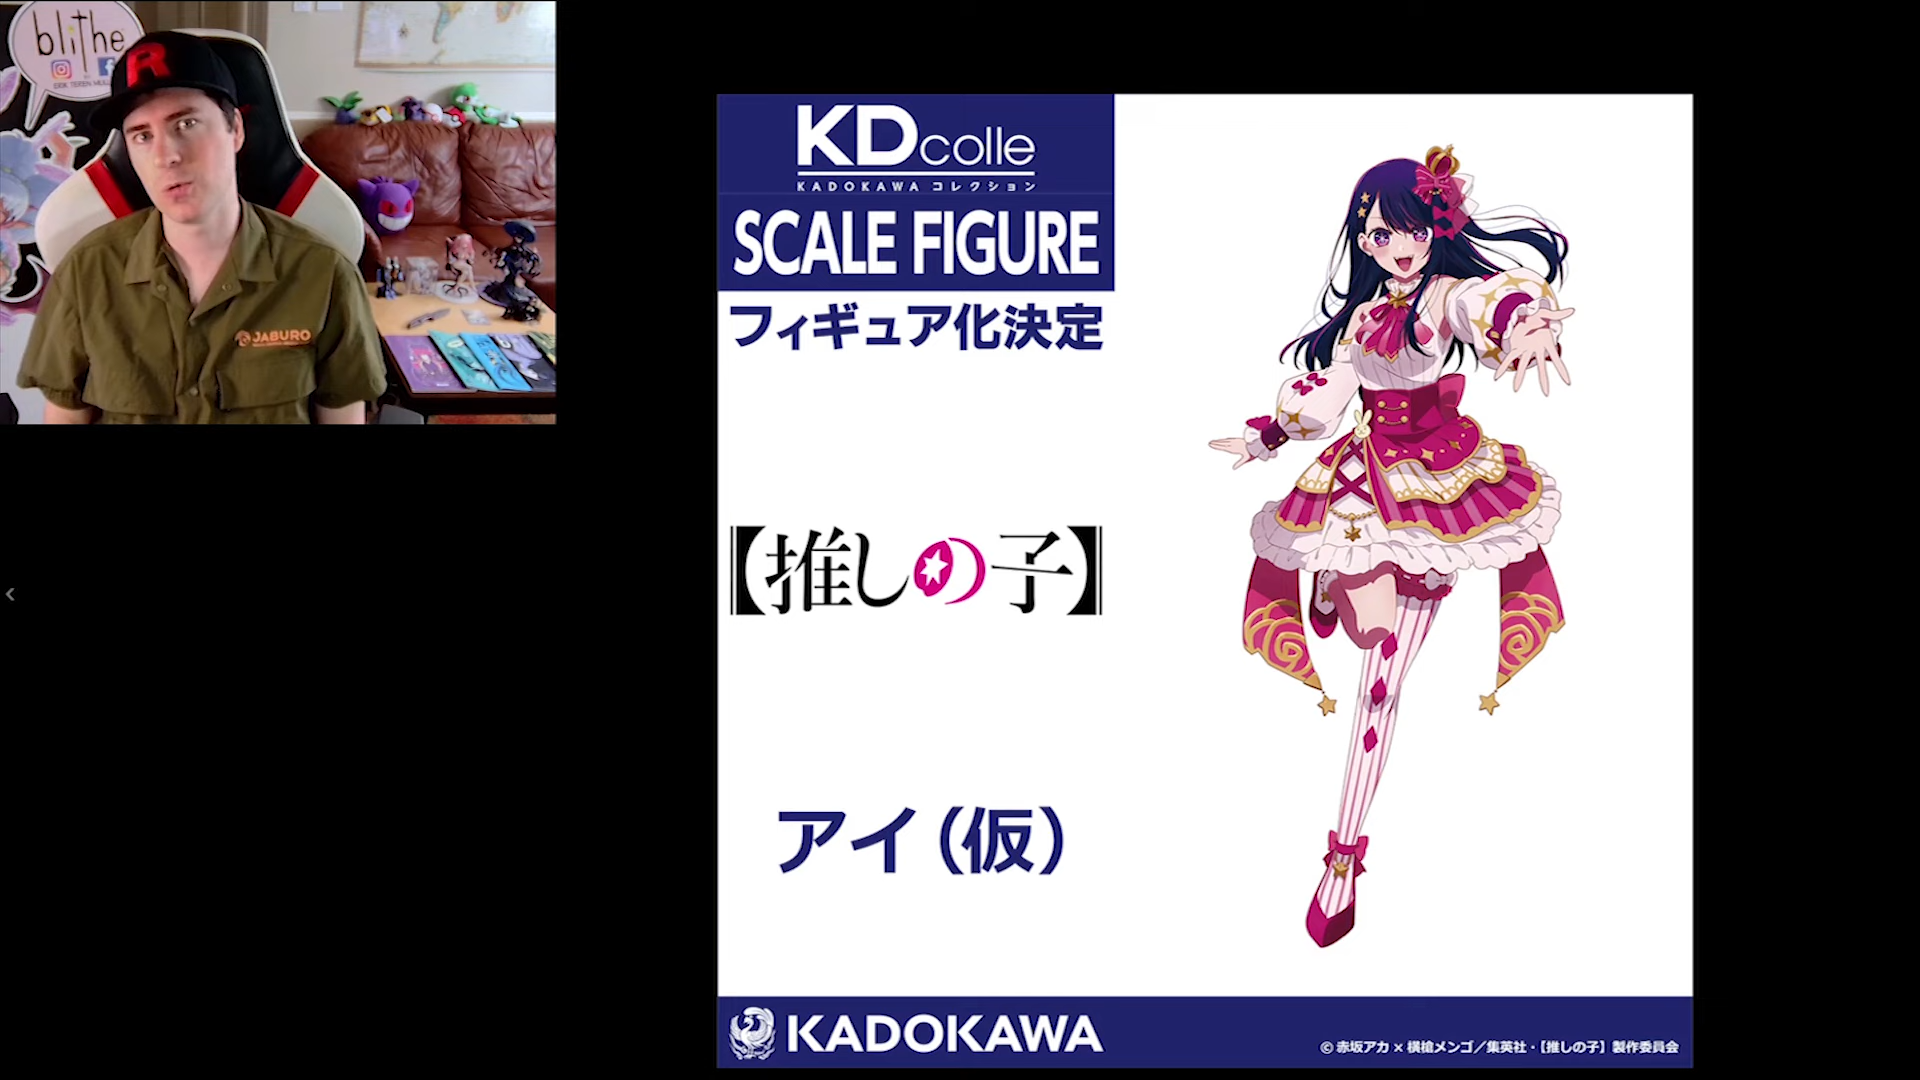 blithe
R
JABURO
KDcolle
KADOKAWA コレクション
SCALE FIGURE
フィギュア化決定
【推しの子】
アイ（仮）
KADOKAWA
© 赤坂アカ × 横槍メンゴ／集英社・【推しの子】製作委員会